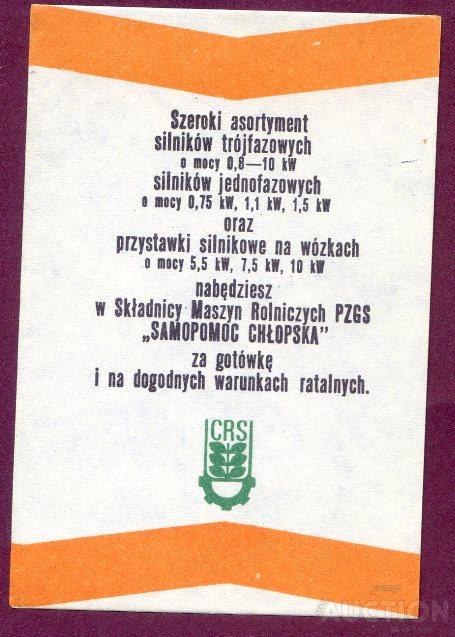 Szeroki asortyment
silników trójfazowych
o mocy 0,8—10 kW
silników jednofazowych
o mocy 0,75 kW, 1,1 kW, 1,5 kW
oraz
przystawki silnikowe na wózkach
o mocy 5,5 kW, 7,5 kW, 10 kW
nabędziesz
w Składnicy Maszyn Rolniczych PZGS
„SAMOPOMOC CHŁOPSKA”
za gotówkę
i na dogodnych warunkach ratalnych.
CRS
AUCTION